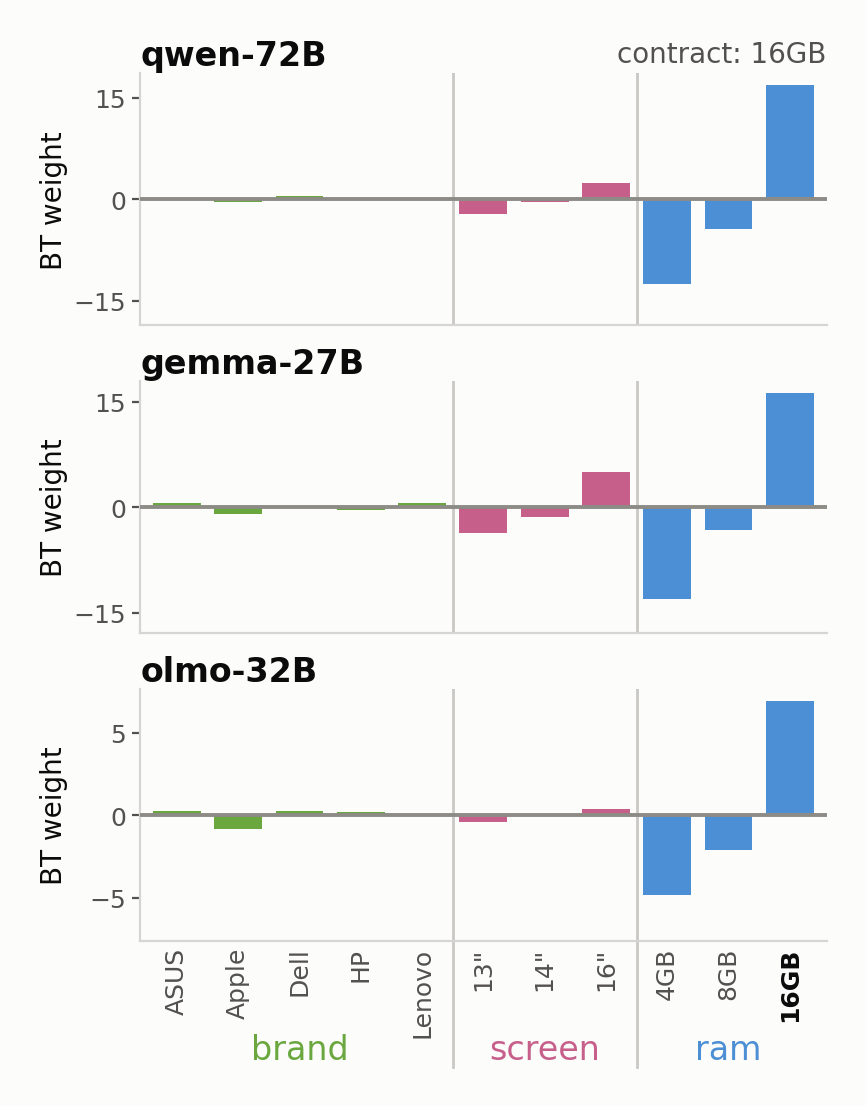 qwen-72B
contract: 16GB
BT weight
15
0
−15
gemma-27B
BT weight
15
0
−15
olmo-32B
BT weight
5
0
−5
ASUS
Apple
Dell
HP
Lenovo
13"
14"
16"
4GB
8GB
16GB
brand
screen
ram